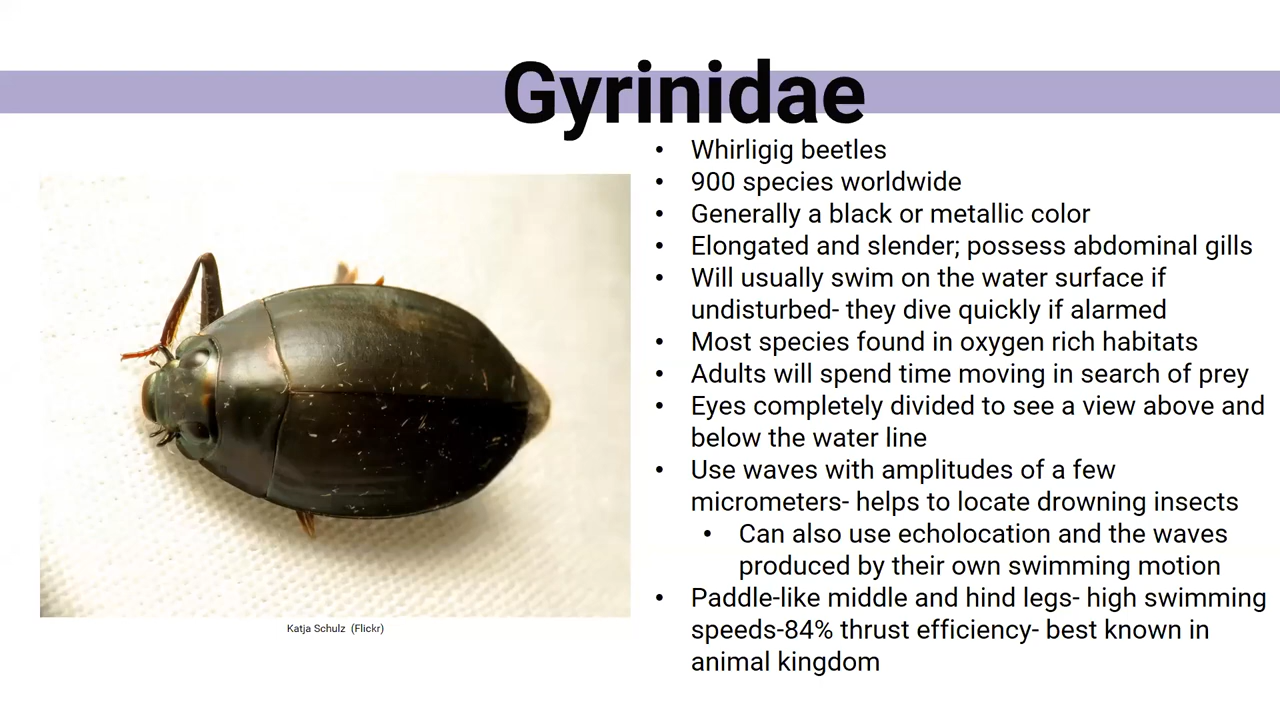 Gyrinidae
• Whirligig beetles
• 900 species worldwide
• Generally a black or metallic color
• Elongated and slender; possess abdominal gills
• Will usually swim on the water surface if
undisturbed- they dive quickly if alarmed
• Most species found in oxygen rich habitats
• Adults will spend time moving in search of prey
• Eyes completely divided to see a view above and
below the water line
• Use waves with amplitudes of a few
micrometers- helps to locate drowning insects
• Can also use echolocation and the waves
produced by their own swimming motion
• Paddle-like middle and hind legs- high swimming
speeds-84% thrust efficiency- best known in
animal kingdom
Katja Schulz (Flickr)